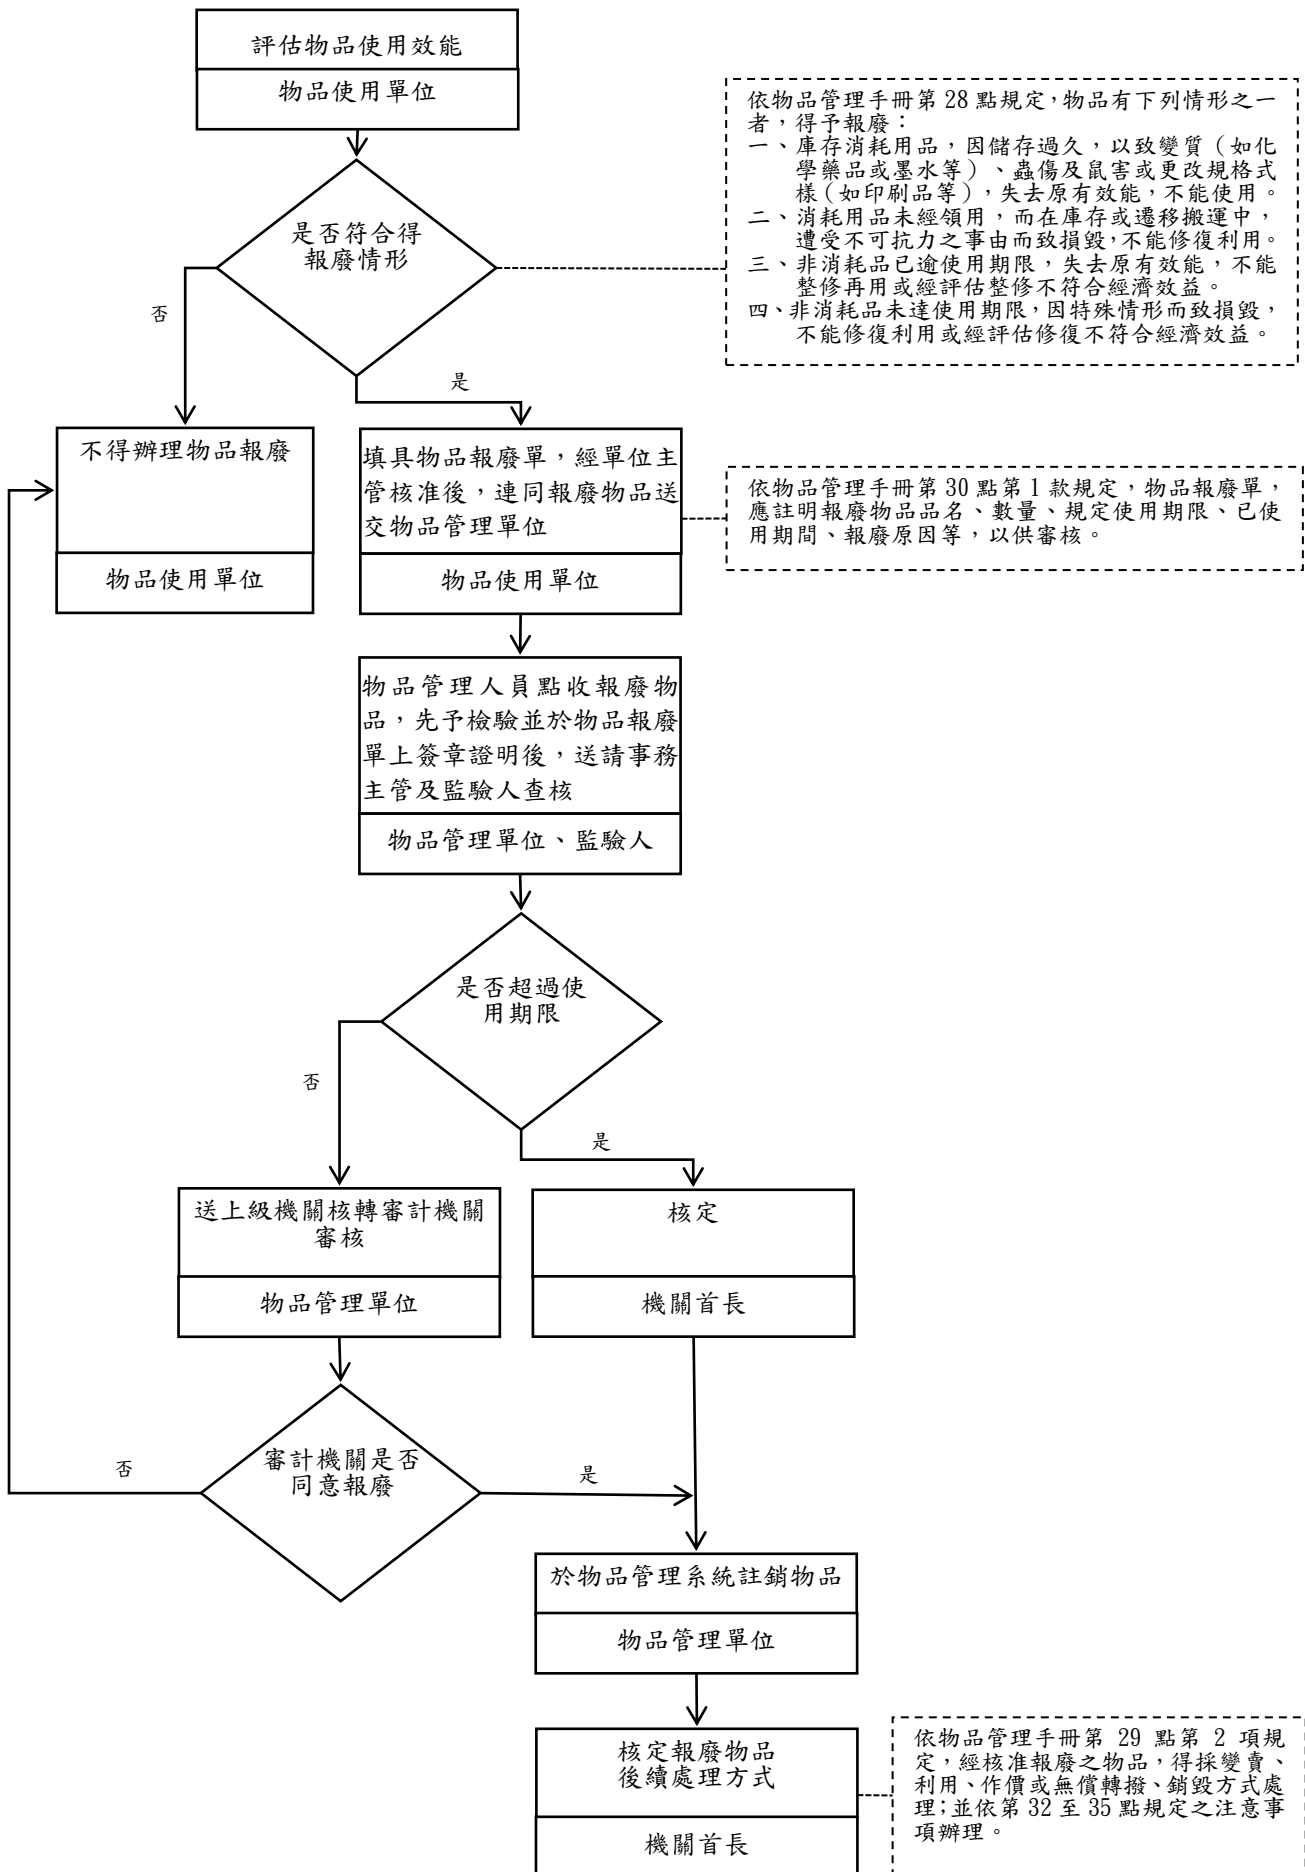 評估物品使用效能
物品使用單位
依物品管理手冊第 28 點規定,物品有下列情形之一
者,得予報廢:
一、庫存消耗用品,因儲存過久,以致變質(如化
學藥品或墨水等)、蟲傷及鼠害或更改規格式
樣(如印刷品等),失去原有效能,不能使用。
二、消耗用品未經領用,而在庫存或遷移搬運中,
遭受不可抗力之事由而致損毀,不能修復利用。
三、非消耗品已逾使用期限,失去原有效能,不能
整修再用或經評估整修不符合經濟效益。
四、非消耗品未達使用期限,因特殊情形而致損毀,
不能修復利用或經評估修復不符合經濟效益。
是否符合得
報廢情形
否
是
不得辦理物品報廢
物品使用單位
填具物品報廢單,經單位主
管核准後,連同報廢物品送
交物品管理單位
物品使用單位
依物品管理手冊第 30 點第 1 款規定,物品報廢單,
應註明報廢物品品名、數量、規定使用期限、已使
用期間、報廢原因等,以供審核。
物品管理人員點收報廢物
品,先予檢驗並於物品報廢
單上簽章證明後,送請事務
主管及監驗人查核
物品管理單位、監驗人
是否超過使
用期限
否
是
送上級機關核轉審計機關
審核
物品管理單位
核定
機關首長
審計機關是否
同意報廢
否
是
於物品管理系統註銷物品
物品管理單位
核定報廢物品
後續處理方式
機關首長
依物品管理手冊第 29 點第 2 項規
定,經核准報廢之物品,得採變賣、
利用、作價或無償轉撥、銷毀方式處
理;並依第 32 至 35 點規定之注意事
項辦理。